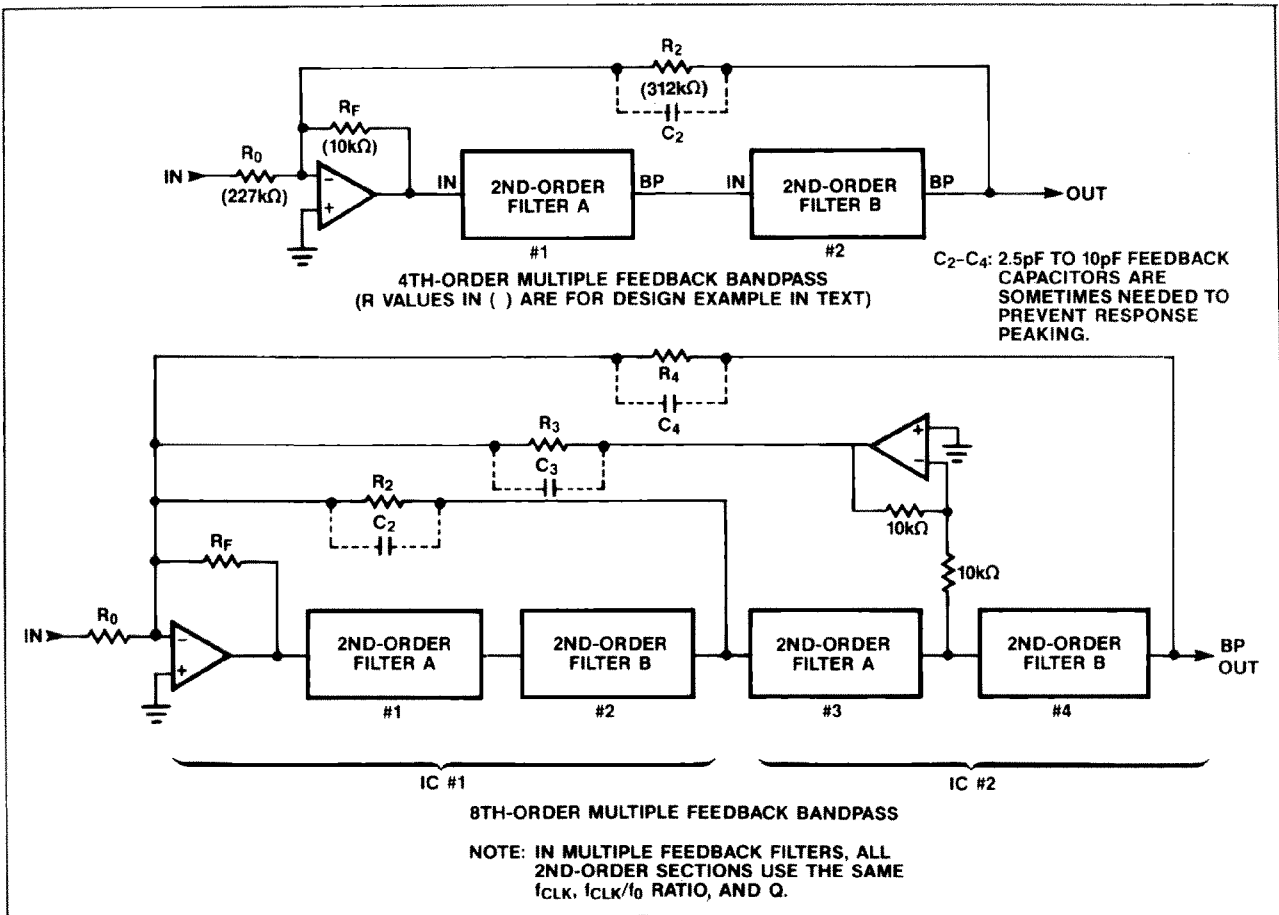 R2
(312kΩ)
C2
RF
(10kΩ)
R0
IN
(227kΩ)
−
+
IN
2ND-ORDER
FILTER A
BP
IN
2ND-ORDER
FILTER B
BP
OUT
#1
#2
4TH-ORDER MULTIPLE FEEDBACK BANDPASS
(R VALUES IN ( ) ARE FOR DESIGN EXAMPLE IN TEXT)
C2–C4: 2.5pF TO 10pF FEEDBACK
CAPACITORS ARE
SOMETIMES NEEDED TO
PREVENT RESPONSE
PEAKING.
R4
C4
R3
C3
+
−
R2
C2
10kΩ
10kΩ
RF
R0
IN
−
+
2ND-ORDER
FILTER A
2ND-ORDER
FILTER B
2ND-ORDER
FILTER A
2ND-ORDER
FILTER B
BP
OUT
#1
#2
#3
#4
IC #1
IC #2
8TH-ORDER MULTIPLE FEEDBACK BANDPASS
NOTE: IN MULTIPLE FEEDBACK FILTERS, ALL
2ND-ORDER SECTIONS USE THE SAME
fCLK, fCLK/f0 RATIO, AND Q.